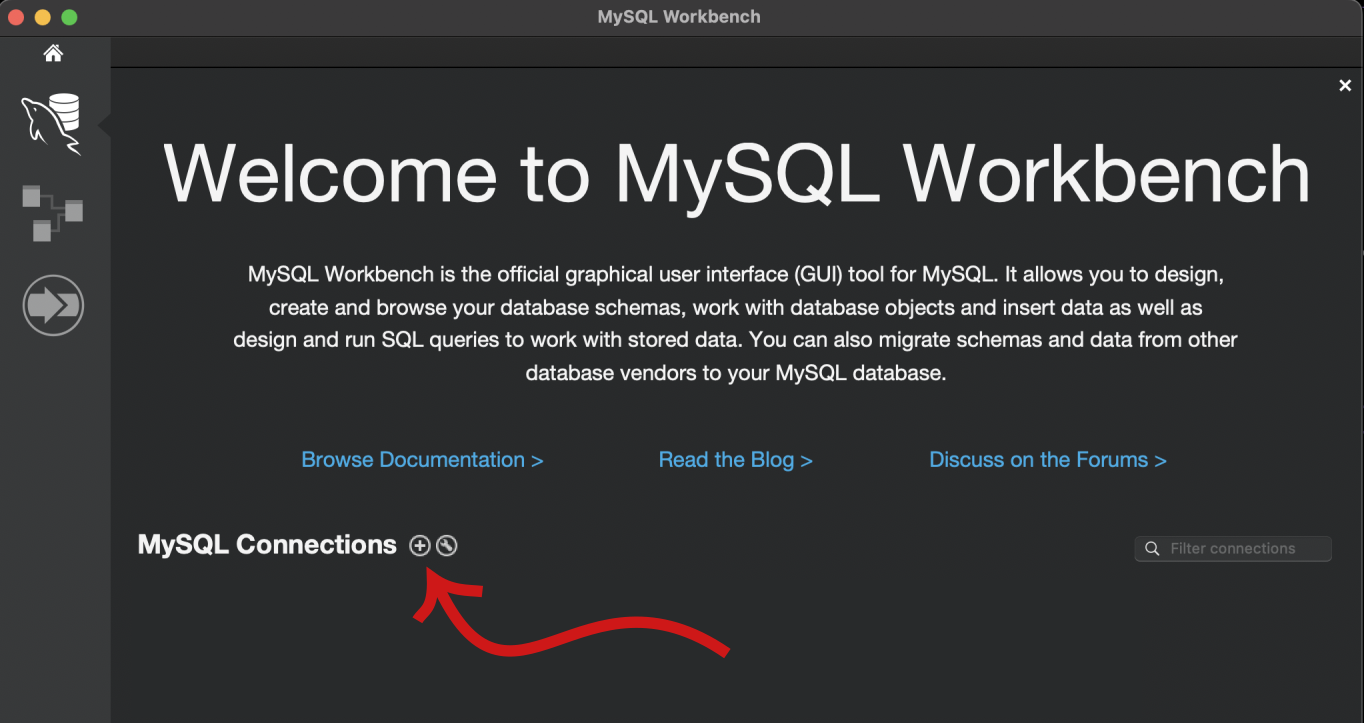 MySQL Workbench
Welcome to MySQL Workbench
MySQL Workbench is the official graphical user interface (GUI) tool for MySQL. It allows you to design,
create and browse your database schemas, work with database objects and insert data as well as
design and run SQL queries to work with stored data. You can also migrate schemas and data from other
database vendors to your MySQL database.
Browse Documentation >
Read the Blog >
Discuss on the Forums >
MySQL Connections
Filter connections